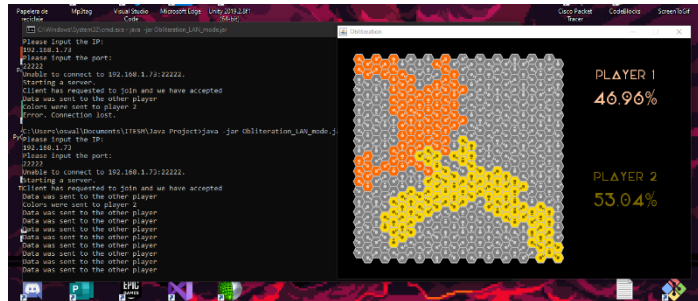 Papelera de reciclaje
Mp3tag
Visual Studio Code
Microsoft Edge
Unity 2019.2.8f1 (64-bit)
Cisco Packet Tracer
CodeBlocks
ScreenToGif
C:\Windows\System32\cmd.exe - java -jar Obliteration_LAN_mode.jar
Please input the IP:
192.168.1.73
Please input the port:
22222
Unable to connect to 192.168.1.73:22222.
Starting a server.
Client has requested to join and we have accepted
Data was sent to the other player
Colors were sent to player 2
Error. Connection lost.
C:\Users\oswal\Documents\ITESM\Java Project>java -jar Obliteration_LAN_mode.ja
Please input the IP:
192.168.1.73
Please input the port:
22222
Unable to connect to 192.168.1.73:22222.
Starting a server.
Client has requested to join and we have accepted
Data was sent to the other player
Colors were sent to player 2
Data was sent to the other player
Data was sent to the other player
Data was sent to the other player
Data was sent to the other player
Data was sent to the other player
Data was sent to the other player
Data was sent to the other player
Data was sent to the other player
Obliteration
PLAYER 1
46.96%
PLAYER 2
53.04%
EPIC GAMES